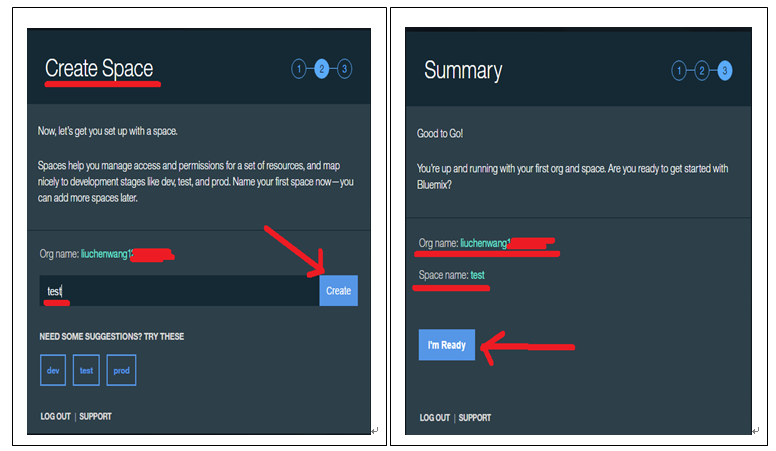 Create Space
1 2 3
Now, let's get you set up with a space.
Spaces help you manage access and permissions for a set of resources, and map
nicely to development stages like dev, test, and prod. Name your first space now—you
can add more spaces later.
Org name: liuchenwang1
test
Create
NEED SOME SUGGESTIONS? TRY THESE
dev test prod
LOG OUT | SUPPORT
Summary
1 2 3
Good to Go!
You're up and running with your first org and space. Are you ready to get started with
Bluemix?
Org name: liuchenwang1
Space name: test
I'm Ready
LOG OUT | SUPPORT